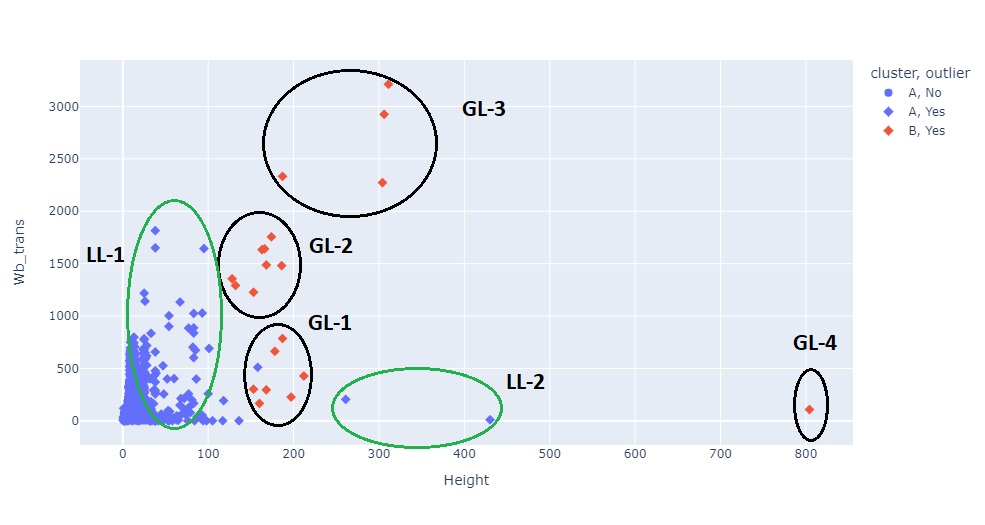 cluster, outlier
A, No
A, Yes
B, Yes
GL-3
GL-2
LL-1
GL-1
GL-4
LL-2
Wb_trans
3000
2500
2000
1500
1000
500
0
0 100 200 300 400 500 600 700 800
Height